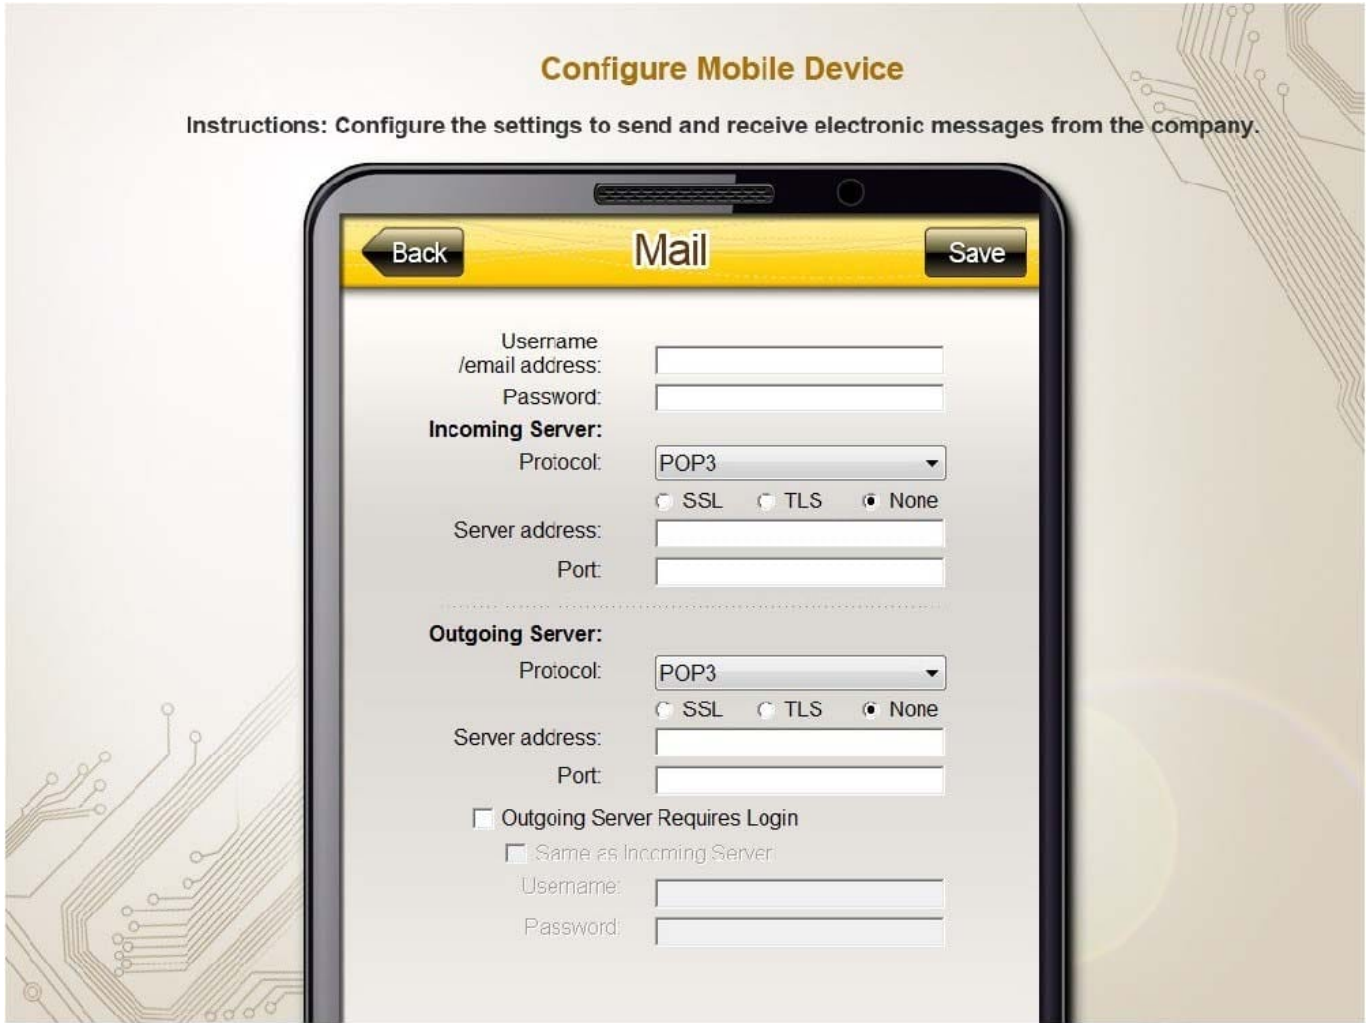 Configure Mobile Device
Instructions: Configure the settings to send and receive electronic messages from the company.
Back
Mail
Save
Username
/email address:
Password:
Incoming Server:
Protocol:
POP3
SSL
TLS
None
Server address:
Port:
Outgoing Server:
Protocol:
POP3
SSL
TLS
None
Server address:
Port:
Outgoing Server Requires Login
Same as Incoming Server
Username:
Password: